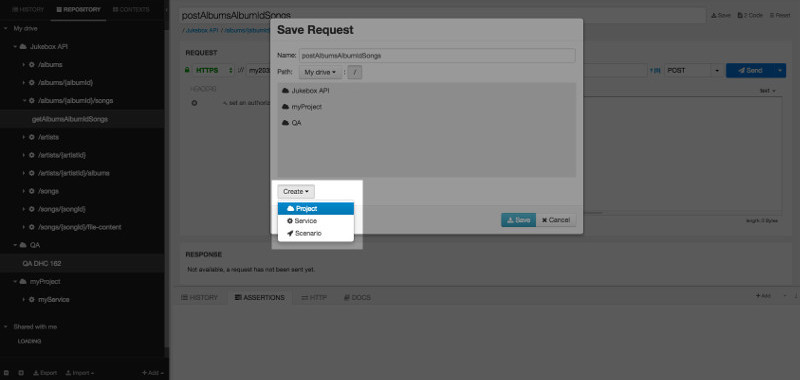 HISTORY REPOSITORY CONTEXTS
My drive
Jukebox API
/albums
/albums/{albumId}
/albums/{albumId}/songs
getAlbumsAlbumIdSongs
/artists
/artists/{artistId}
/artists/{artistId}/albums
/songs
/songs/{songId}
/songs/{songId}/file-content
QA
QA DHC 162
myProject
myService
Shared with me
LOADING
Export Import Add
postAlbumsAlbumIdSongs
Save 2 Code Reset
/ Jukebox API / /albums/{albumId}
REQUEST
HTTPS :// my203
POST Send
HEADERS
+ set an authoriz
text
length: 0 Bytes
Save Request
Name: postAlbumsAlbumIdSongs
Path: My drive : /
Jukebox API
myProject
QA
Create
Project
Service
Scenario
Save Cancel
RESPONSE
Not available, a request has not been sent yet.
HISTORY ASSERTIONS HTTP DOCS
+ Add